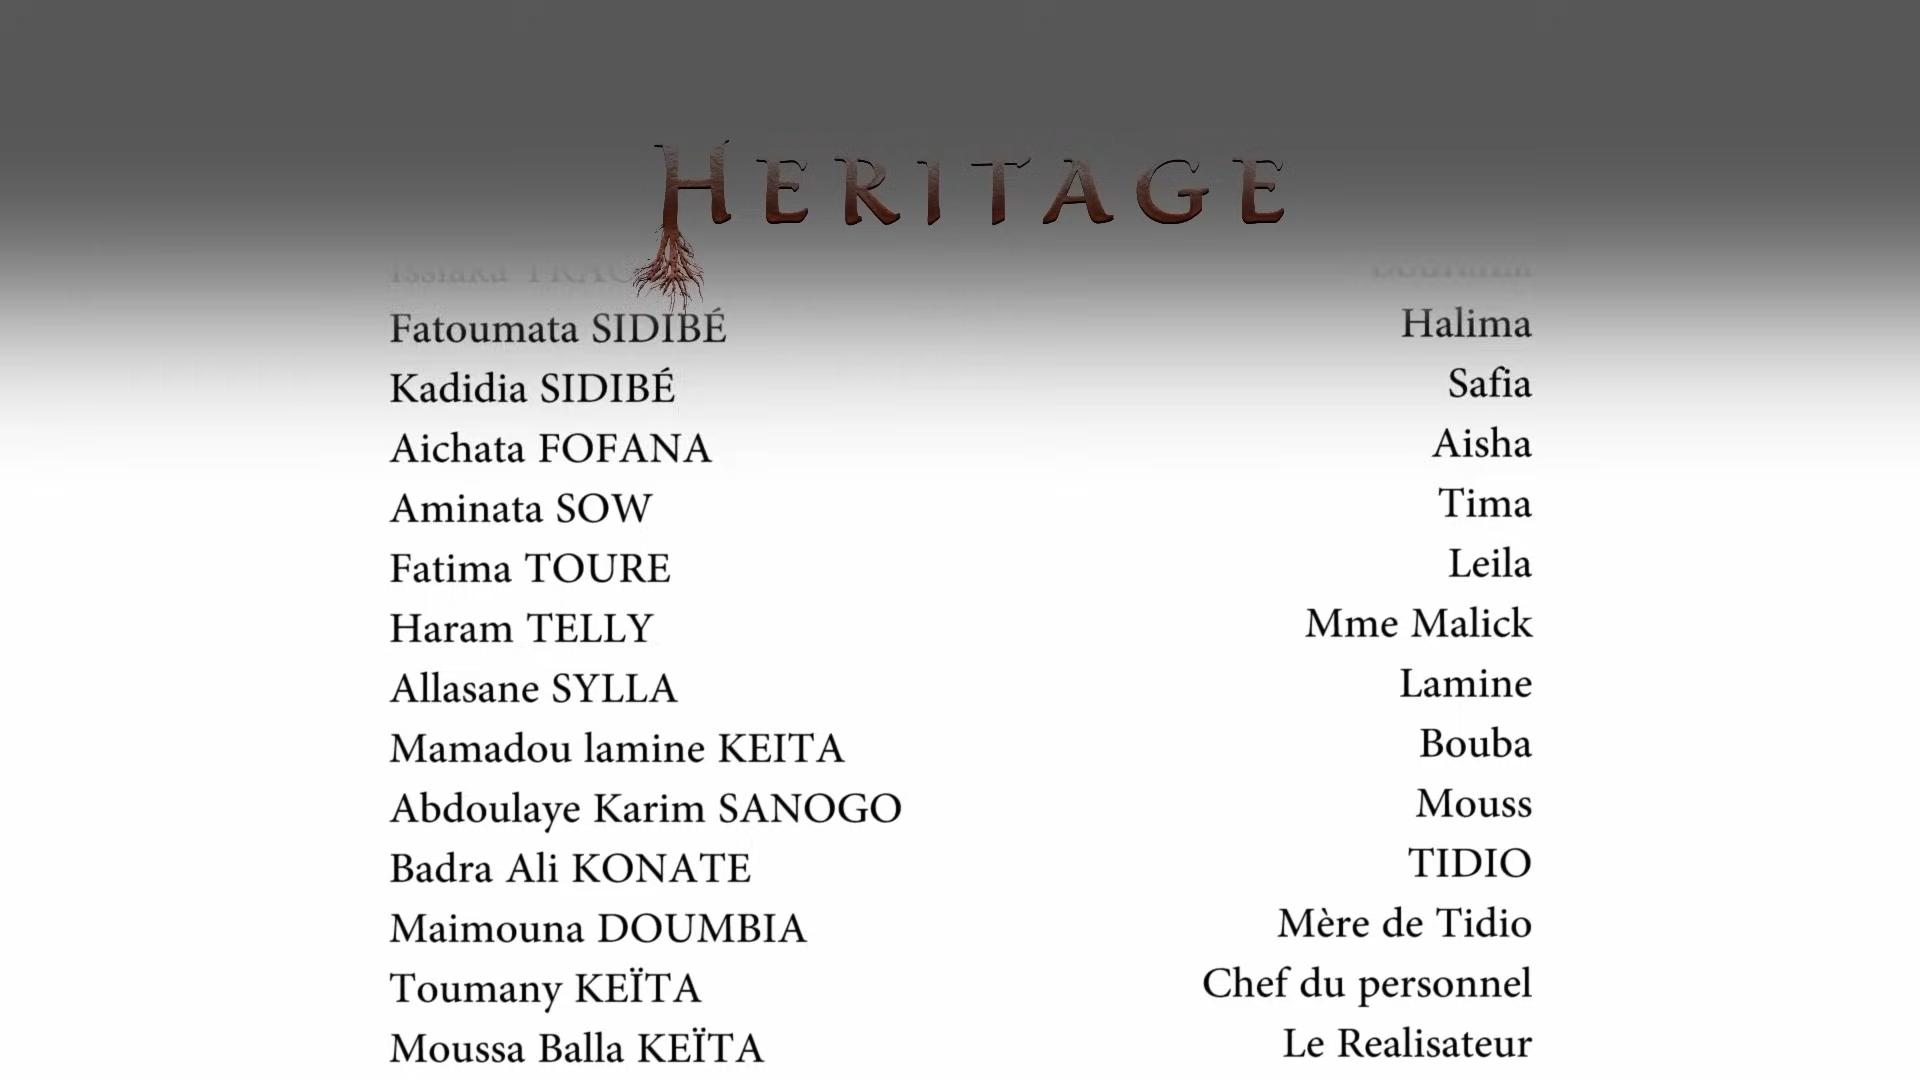 HERITAGE
Fatoumata SIDIBÉ Halima
Kadidia SIDIBÉ Safia
Aichata FOFANA Aisha
Aminata SOW Tima
Fatima TOURE Leila
Haram TELLY Mme Malick
Allasane SYLLA Lamine
Mamadou lamine KEITA Bouba
Abdoulaye Karim SANOGO Mouss
Badra Ali KONATE TIDIO
Maimouna DOUMBIA Mère de Tidio
Toumany KEÏTA Chef du personnel
Moussa Balla KEÏTA Le Realisateur